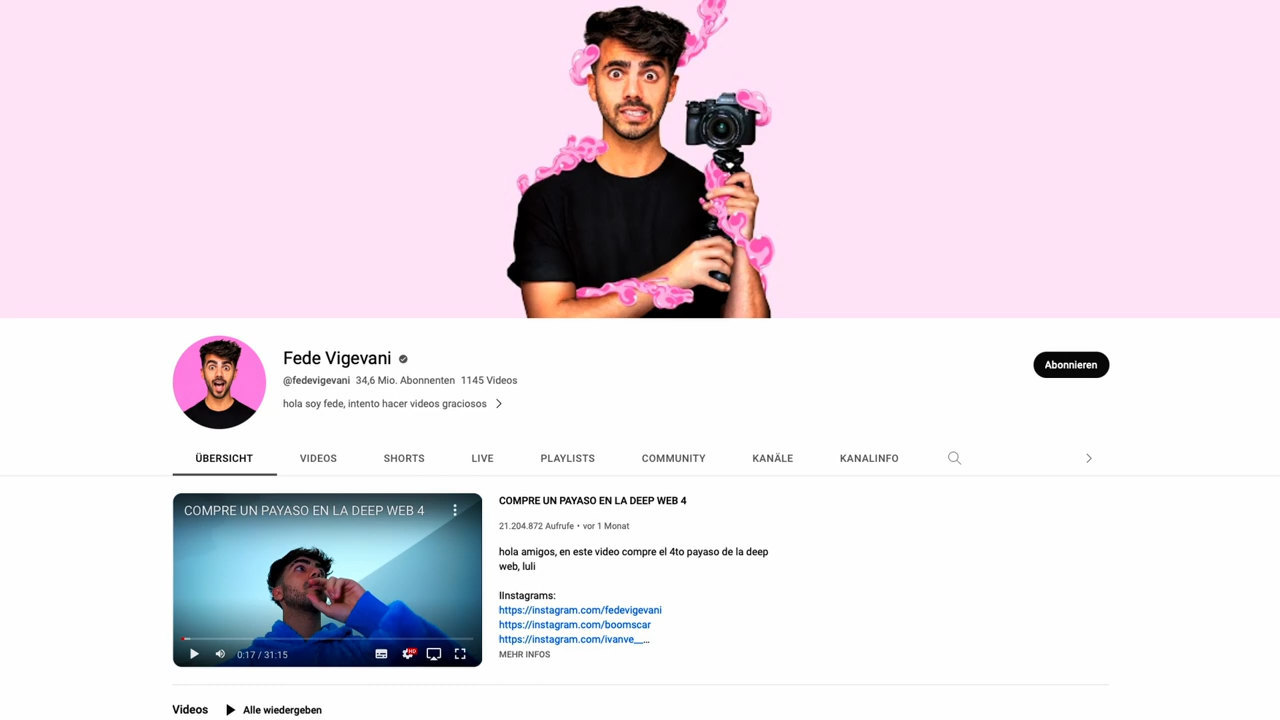 Fede Vigevani
@fedevigevani 34,6 Mio. Abonnenten 1145 Videos
hola soy fede, intento hacer videos graciosos
Abonnieren
ÜBERSICHT VIDEOS SHORTS LIVE PLAYLISTS COMMUNITY KANÄLE KANALINFO
COMPRE UN PAYASO EN LA DEEP WEB 4
0:17 / 31:15
HD
COMPRE UN PAYASO EN LA DEEP WEB 4
21.204.872 Aufrufe • vor 1 Monat
hola amigos, en este video compre el 4to payaso de la deep
web, luli
IInstagrams:
https://instagram.com/fedevigevani
https://instagram.com/boomscar
https://instagram.com/ivanve__...
MEHR INFOS
Videos Alle wiedergeben